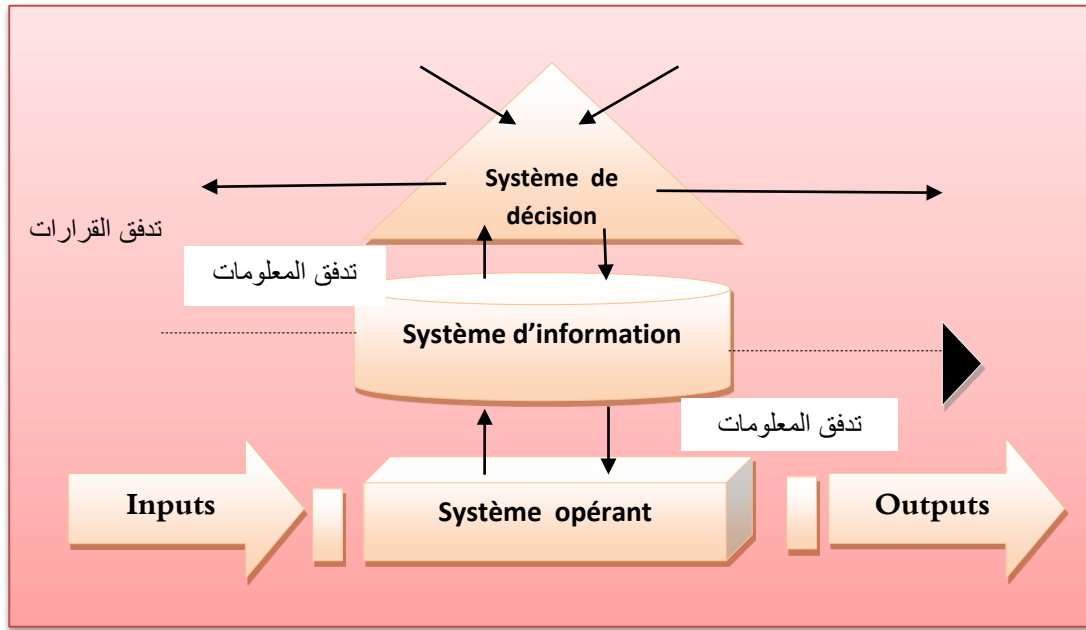 Système de
décision
تدفق القرارات
تدفق المعلومات
Système d’information
تدفق المعلومات
Inputs
Système opérant
Outputs